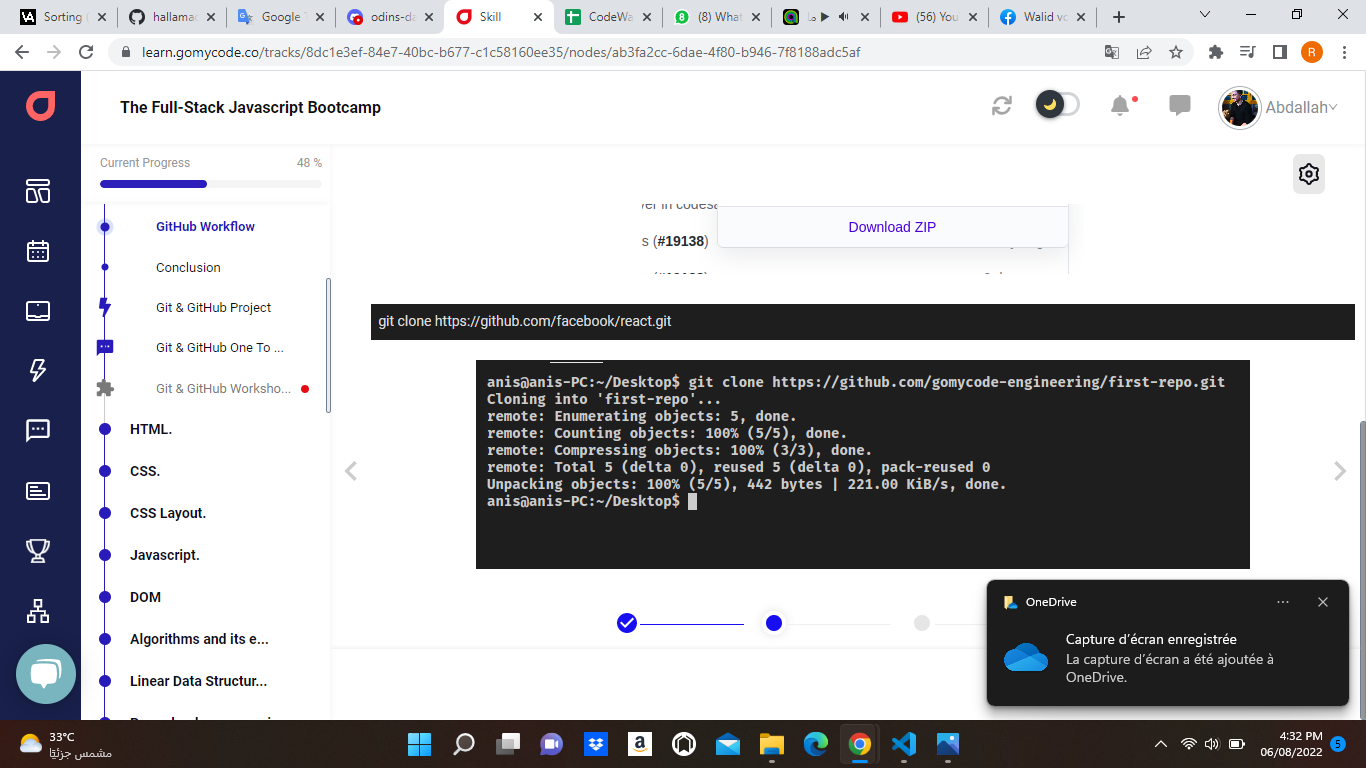 Sorting (
hallamac
Google T
odins-da
Skill
CodeWa
(8) What
(56) You
Walid vo
learn.gomycode.co/tracks/8dc1e3ef-84e7-40bc-b677-c1c58160ee35/nodes/ab3fa2cc-6dae-4f80-b946-7f8188adc5af
R
The Full-Stack Javascript Bootcamp
Abdallah
Current Progress
48 %
GitHub Workflow
Conclusion
Git & GitHub Project
Git & GitHub One To ...
Git & GitHub Worksho...
HTML.
CSS.
CSS Layout.
Javascript.
DOM
Algorithms and its e...
Linear Data Structur...
Download ZIP
s (#19138)
git clone https://github.com/facebook/react.git
anis@anis-PC:~/Desktop$ git clone https://github.com/gomycode-engineering/first-repo.git
Cloning into 'first-repo'...
remote: Enumerating objects: 5, done.
remote: Counting objects: 100% (5/5), done.
remote: Compressing objects: 100% (3/3), done.
remote: Total 5 (delta 0), reused 5 (delta 0), pack-reused 0
Unpacking objects: 100% (5/5), 442 bytes | 221.00 KiB/s, done.
anis@anis-PC:~/Desktop$
OneDrive
Capture d'écran enregistrée
La capture d'écran a été ajoutée à
OneDrive.
33°C
مشمس جزئيًا
4:32 PM
06/08/2022
5